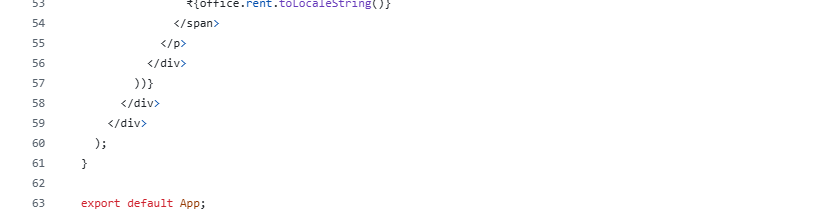 53 ₹{office.rent.toLocaleString()}
54 </span>
55 </p>
56 </div>
57 ))}
58 </div>
59 </div>
60 );
61 }
62
63 export default App;